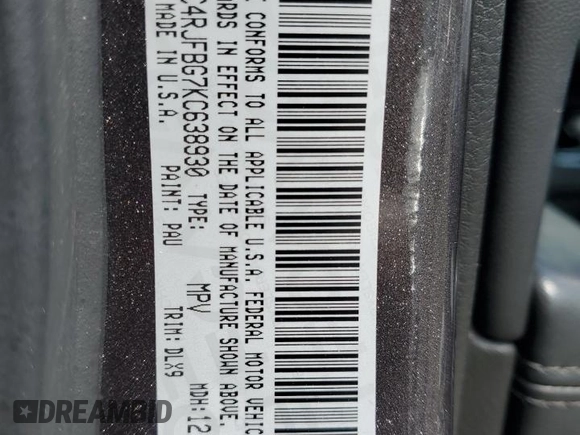 C CONFORMS TO ALL APPLICABLE U.S.A. FEDERAL MOTOR VEHIC
ARDS IN EFFECT ON THE DATE OF MANUFACTURE SHOWN ABOVE.
C4RJFBG7KC638930 TYPE: MPV MDH: 12
MADE IN U.S.A. PAINT: PAU TRIM: DLX9
DREAMBID